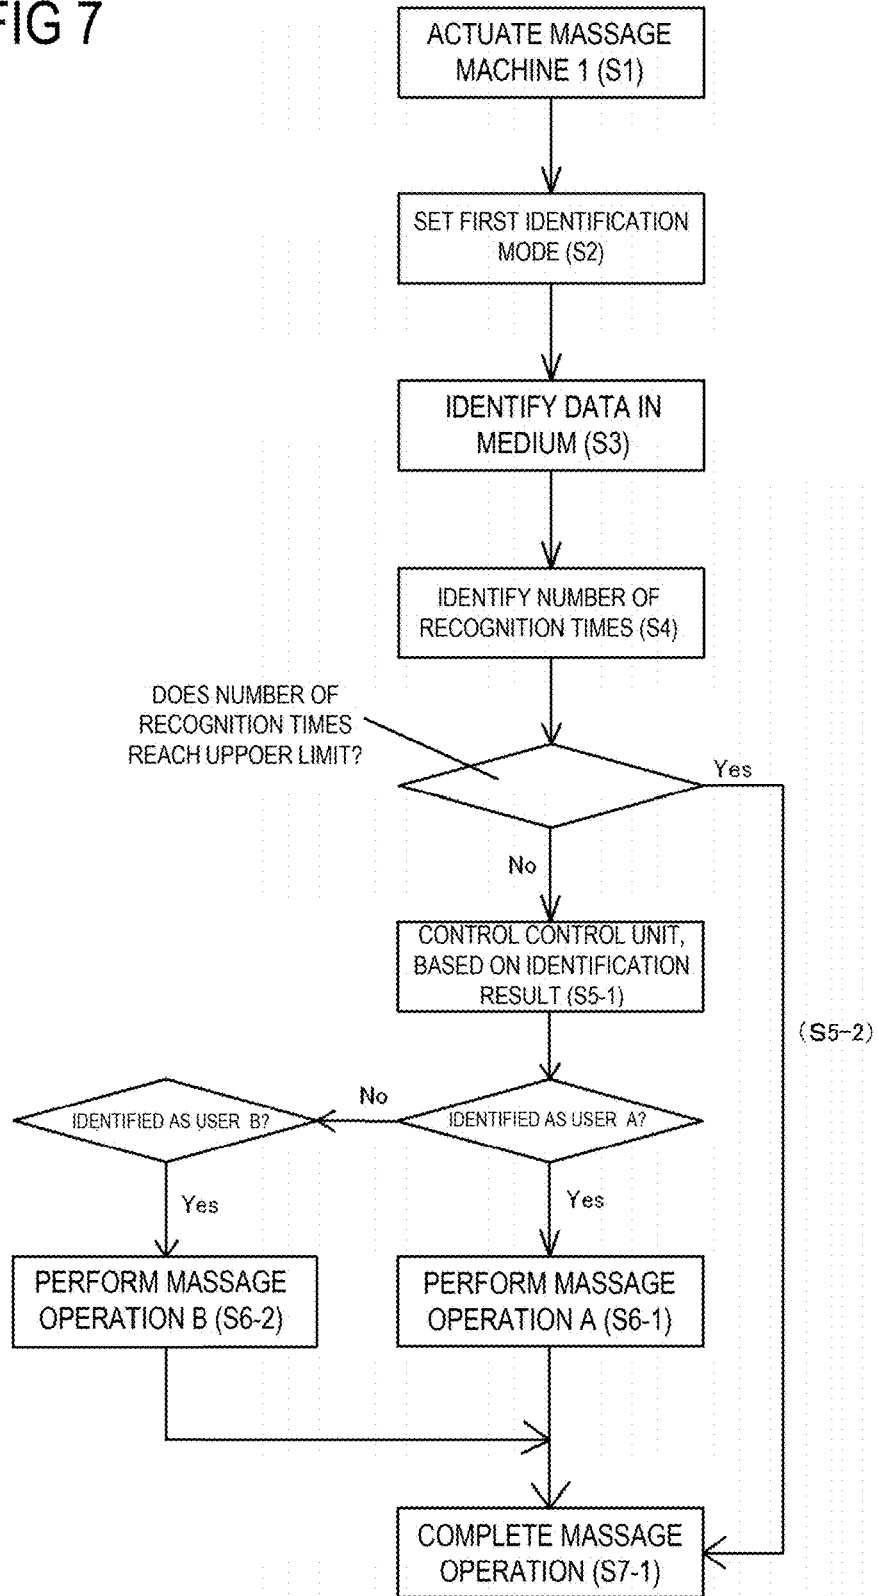 FIG 7
ACTUATE MASSAGE
MACHINE 1 (S1)
SET FIRST IDENTIFICATION
MODE (S2)
IDENTIFY DATA IN
MEDIUM (S3)
IDENTIFY NUMBER OF
RECOGNITION TIMES (S4)
DOES NUMBER OF
RECOGNITION TIMES
REACH UPPOER LIMIT?
Yes
No
CONTROL CONTROL UNIT,
BASED ON IDENTIFICATION
RESULT (S5-1)
(S5-2)
No
IDENTIFIED AS USER B?
IDENTIFIED AS USER A?
Yes
Yes
PERFORM MASSAGE
OPERATION B (S6-2)
PERFORM MASSAGE
OPERATION A (S6-1)
COMPLETE MASSAGE
OPERATION (S7-1)